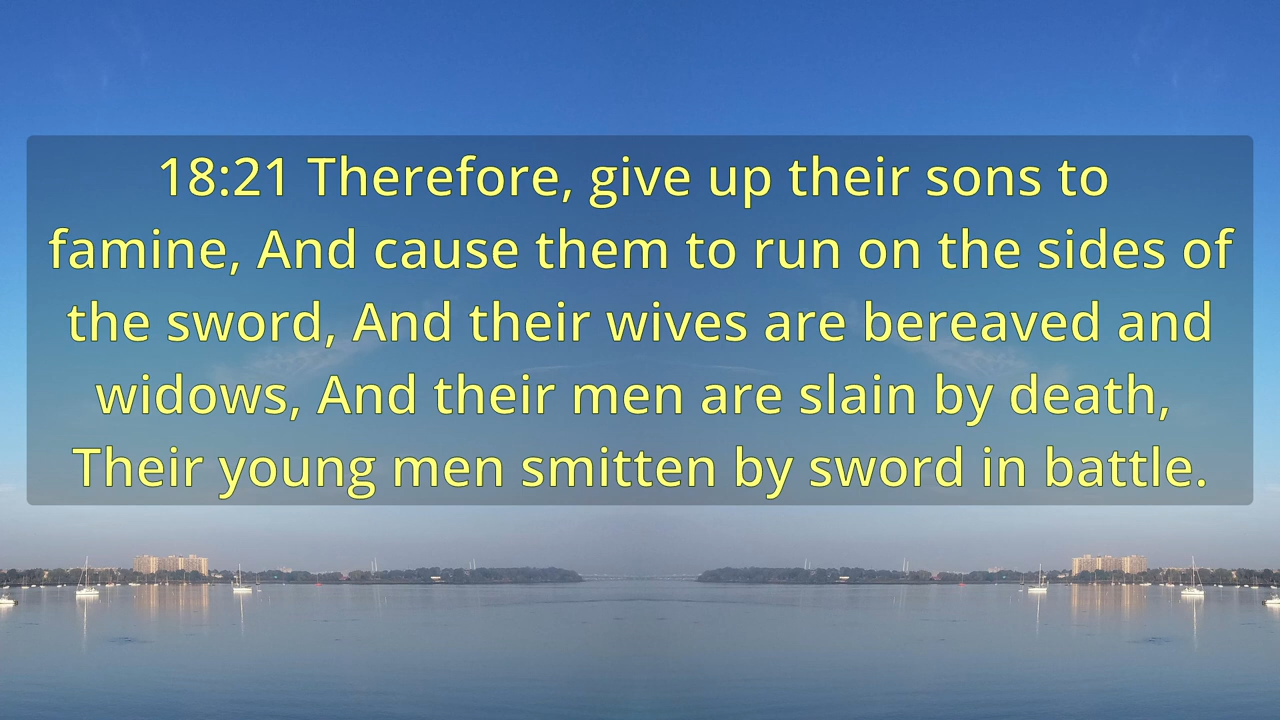 18:21 Therefore, give up their sons to
famine, And cause them to run on the sides of
the sword, And their wives are bereaved and
widows, And their men are slain by death,
Their young men smitten by sword in battle.